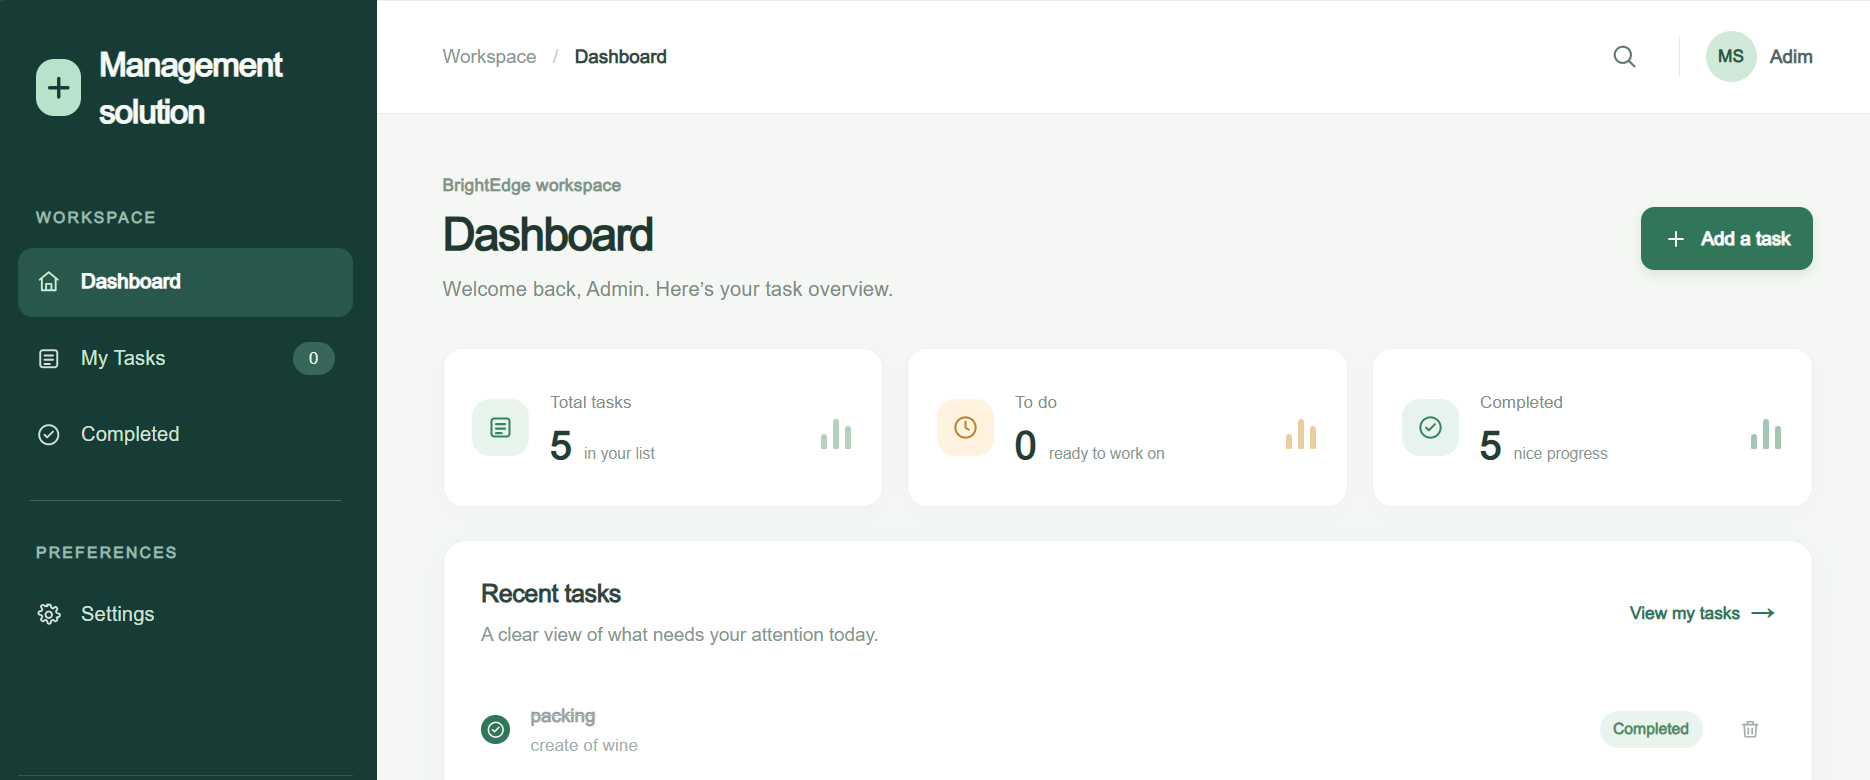 Management
solution
WORKSPACE
Dashboard
My Tasks 0
Completed
PREFERENCES
Settings
Workspace / Dashboard
MS Adim
BrightEdge workspace
Dashboard
Welcome back, Admin. Here’s your task overview.
Add a task
Total tasks
5 in your list
To do
0 ready to work on
Completed
5 nice progress
Recent tasks
A clear view of what needs your attention today.
View my tasks
packing
create of wine
Completed